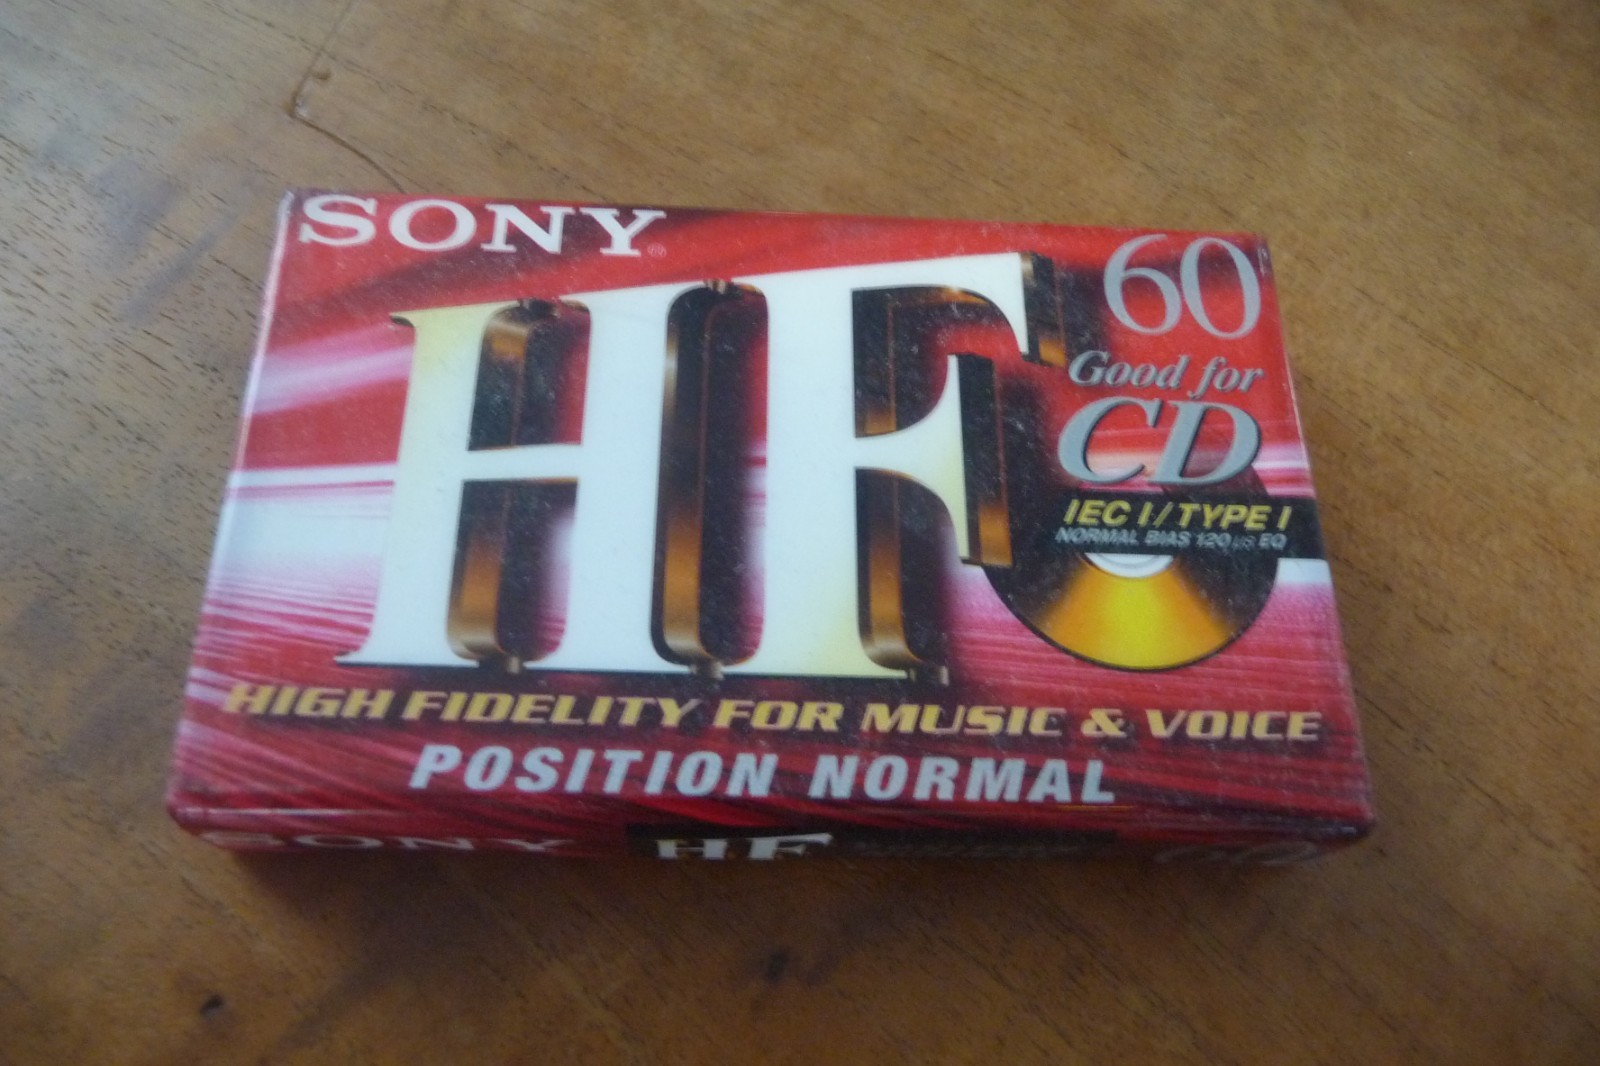 SONY
60
HF
Good for
CD
IEC I / TYPE I
NORMAL BIAS 120 µs EQ
HIGH FIDELITY FOR MUSIC & VOICE
POSITION NORMAL
SONY HF 60